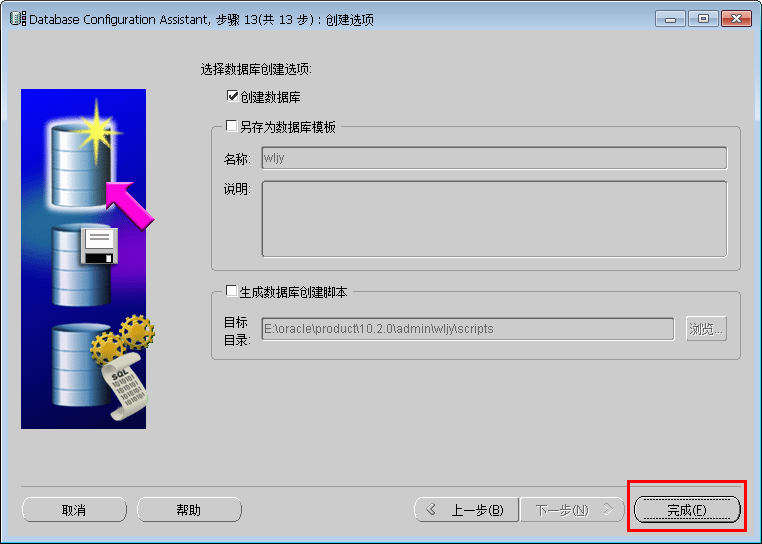 Database Configuration Assistant, 步骤 13(共 13 步) : 创建选项
选择数据库创建选项:
创建数据库
另存为数据库模板
名称: wljy
说明:
生成数据库创建脚本
目标
目录: E:\oracle\product\10.2.0\admin\wljy\scripts 浏览...
SQL
1010101
1010101
1010101
1010101
取消 帮助 上一步(B) 下一步(N) 完成(F)